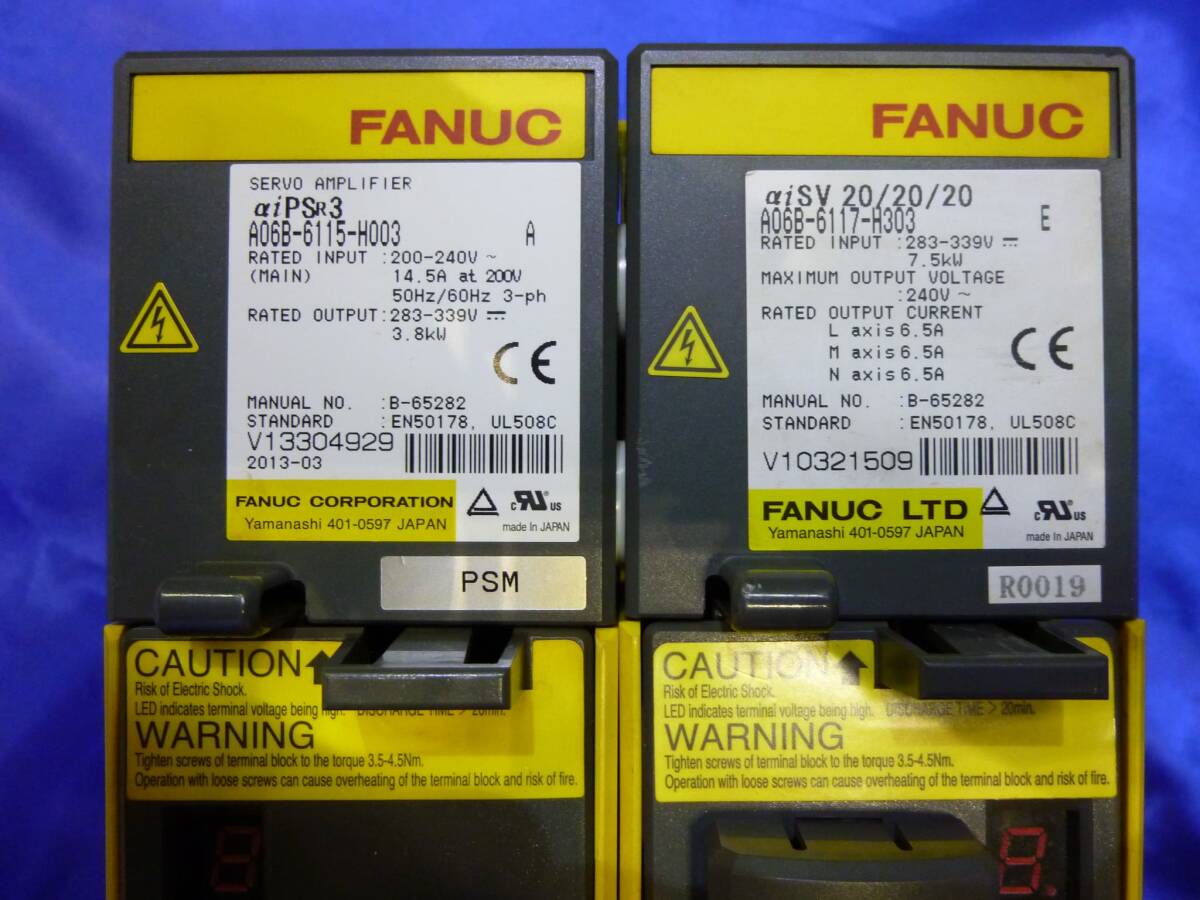 FANUC
SERVO AMPLIFIER
αiPSR3
A06B-6115-H003 A
RATED INPUT :200-240V ~
(MAIN) 14.5A at 200V
50Hz/60Hz 3-ph
RATED OUTPUT:283-339V
3.8kW
CE
MANUAL NO. :B-65282
STANDARD :EN50178, UL508C
V13304929
2013-03
FANUC CORPORATION
Yamanashi 401-0597 JAPAN
c RU us
made in JAPAN
PSM
CAUTION
Risk of Electric Shock.
LED indicates terminal voltage being high. DISCHARGE TIME > 20min.
WARNING
Tighten screws of terminal block to the torque 3.5-4.5Nm.
Operation with loose screws can cause overheating of the terminal block and risk of fire.
8
FANUC
αiSV 20/20/20
A06B-6117-H303 E
RATED INPUT :283-339V
7.5kW
MAXIMUM OUTPUT VOLTAGE
:240V ~
RATED OUTPUT CURRENT
L axis 6.5A
M axis 6.5A
N axis 6.5A
CE
MANUAL NO. :B-65282
STANDARD :EN50178, UL508C
V10321509
FANUC LTD
Yamanashi 401-0597 JAPAN
c RU us
made in JAPAN
R0019
CAUTION
Risk of Electric Shock.
LED indicates terminal voltage being high. DISCHARGE TIME > 20min.
WARNING
Tighten screws of terminal block to the torque 3.5-4.5Nm.
Operation with loose screws can cause overheating of the terminal block and risk of fire.
8.